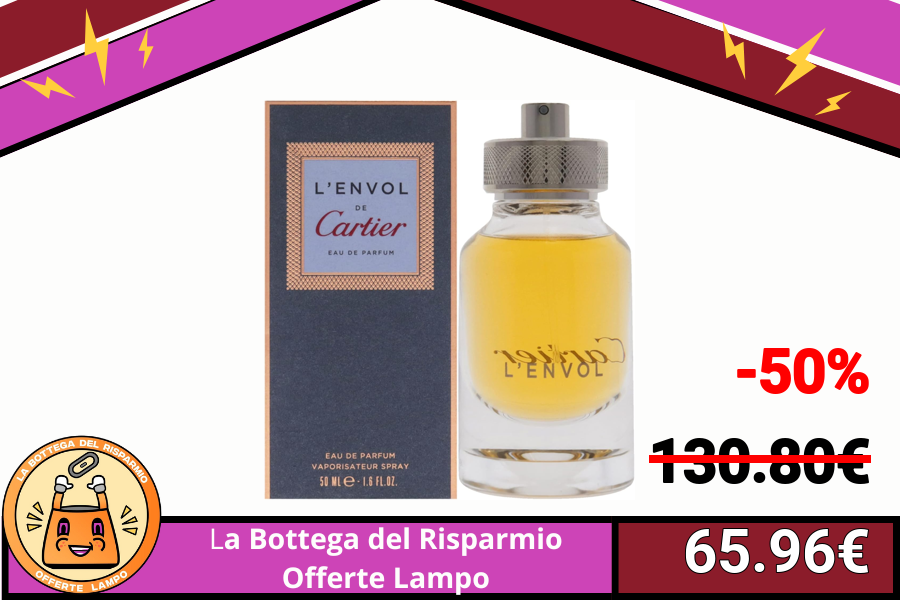 L'ENVOL
DE
Cartier
EAU DE PARFUM
EAU DE PARFUM
VAPORISATEUR SPRAY
50 ML ℮ - 1.6 FL.OZ.
Cartier
L'ENVOL
-50%
130.80€
65.96€
La Bottega del Risparmio
Offerte Lampo
LA BOTTEGA DEL RISPARMIO
OFFERTE LAMPO